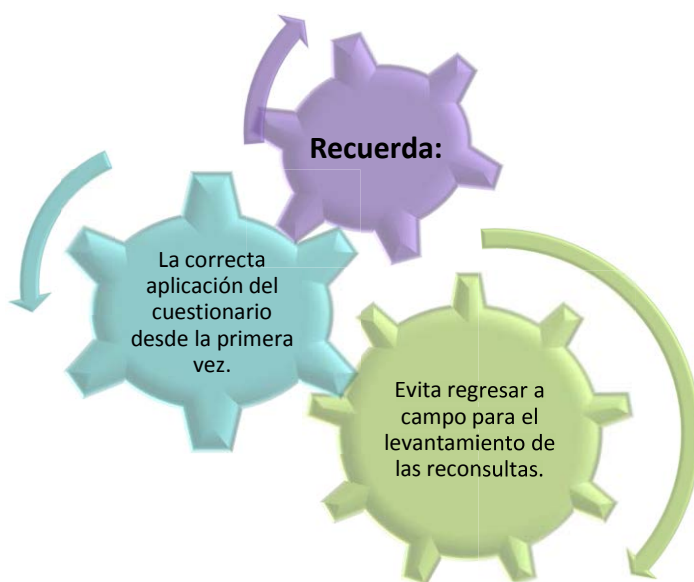 Recuerda:
La correcta
aplicación del
cuestionario
desde la primera
vez.
Evita regresar a
campo para el
levantamiento de
las reconsultas.